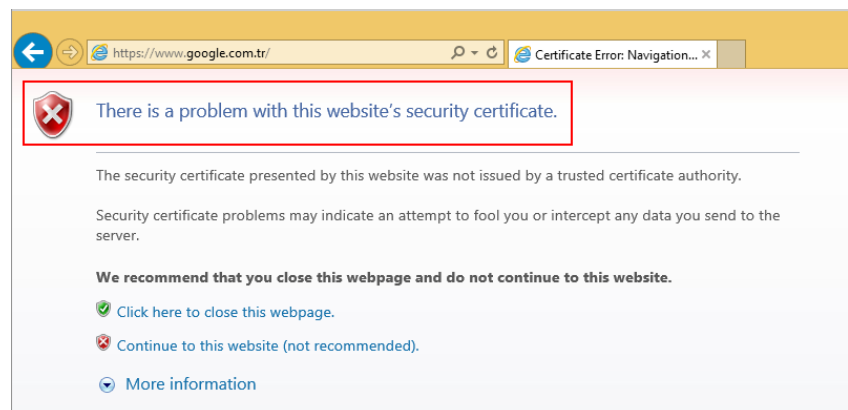 https://www.google.com.tr/
Certificate Error: Navigation...
There is a problem with this website's security certificate.
The security certificate presented by this website was not issued by a trusted certificate authority.
Security certificate problems may indicate an attempt to fool you or intercept any data you send to the
server.
We recommend that you close this webpage and do not continue to this website.
Click here to close this webpage.
Continue to this website (not recommended).
More information